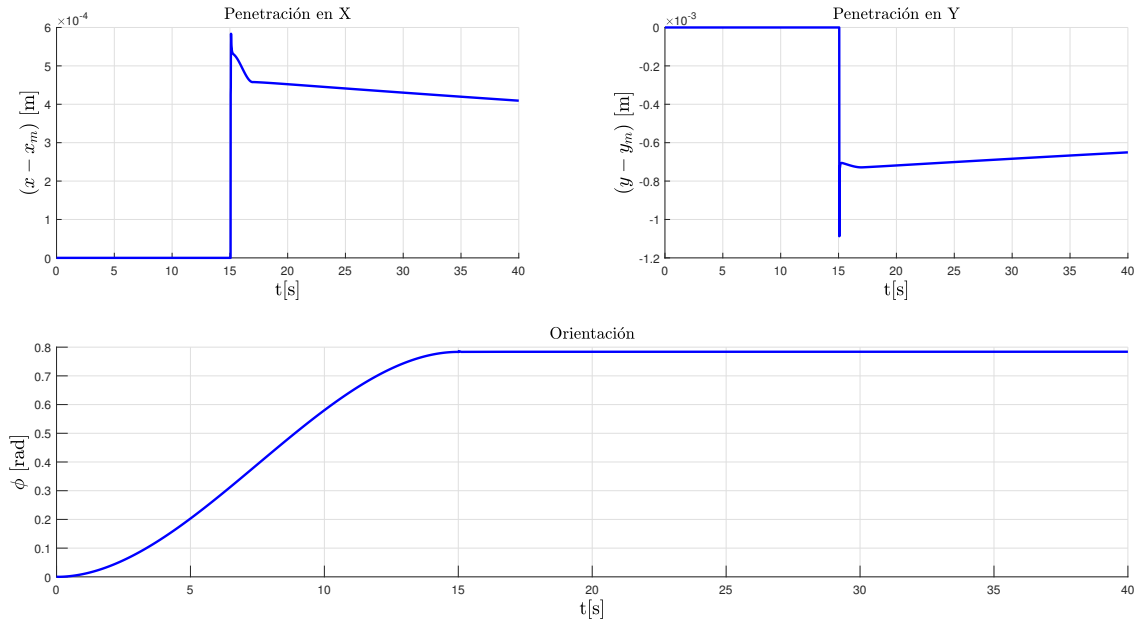 Penetración en X
×10⁻⁴
6
5
4
3
2
1
0
(x − xₘ) [m]
0 5 10 15 20 25 30 35 40
t[s]
Penetración en Y
×10⁻³
0
-0.2
-0.4
-0.6
-0.8
-1
-1.2
(y − yₘ) [m]
0 5 10 15 20 25 30 35 40
t[s]
Orientación
0.8
0.7
0.6
0.5
0.4
0.3
0.2
0.1
0
ϕ [rad]
0 5 10 15 20 25 30 35 40
t[s]